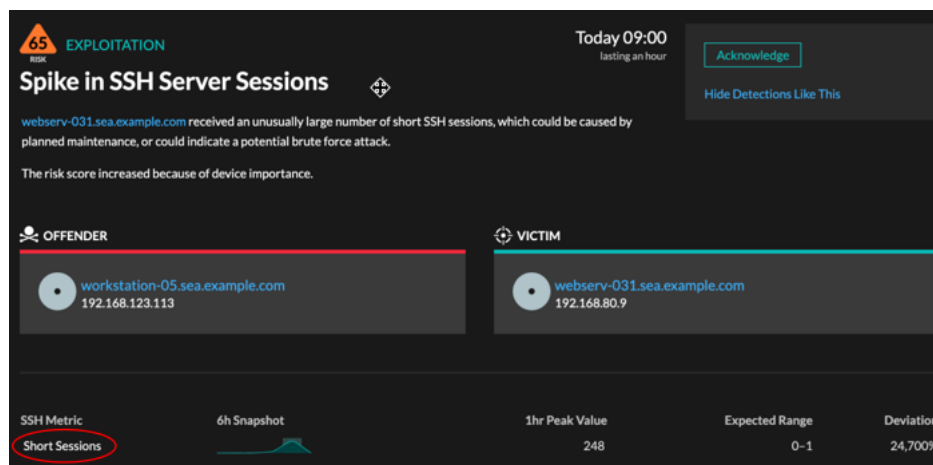 65
RISK
EXPLOITATION
Spike in SSH Server Sessions
Today 09:00
lasting an hour
Acknowledge
Hide Detections Like This
webserv-031.sea.example.com received an unusually large number of short SSH sessions, which could be caused by
planned maintenance, or could indicate a potential brute force attack.
The risk score increased because of device importance.
OFFENDER
workstation-05.sea.example.com
192.168.123.113
VICTIM
webserv-031.sea.example.com
192.168.80.9
SSH Metric 6h Snapshot 1hr Peak Value Expected Range Deviation
Short Sessions 248 0–1 24,700%